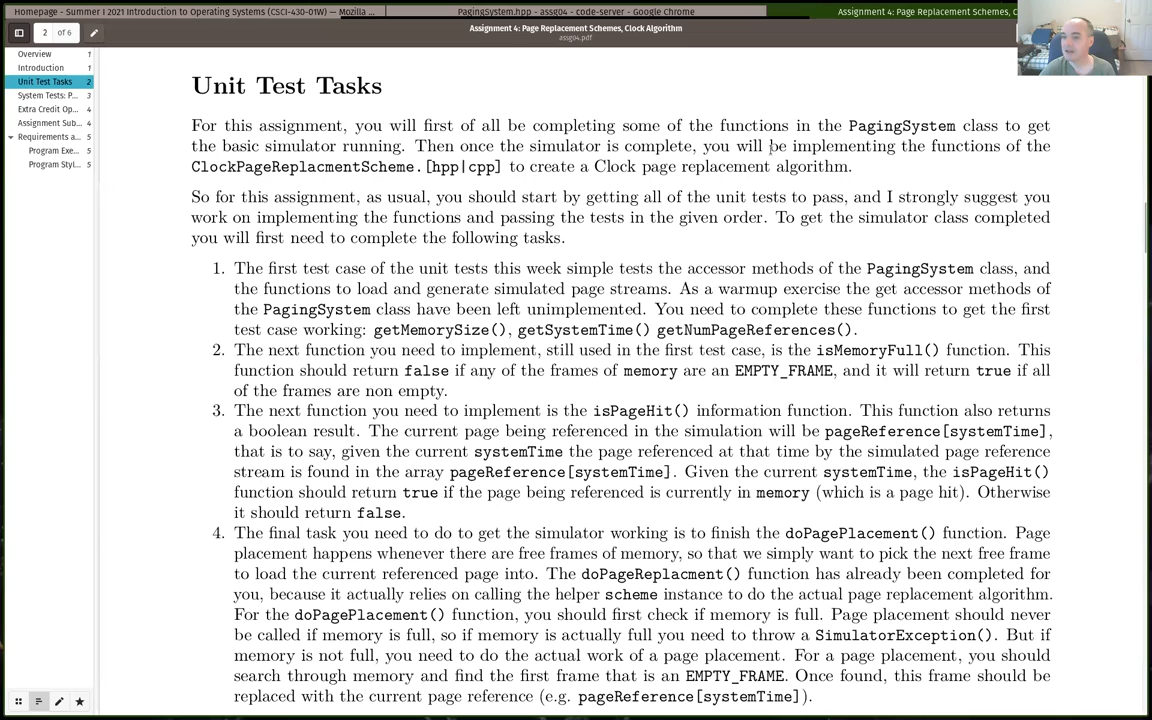 Homepage - Summer I 2021 Introduction to Operating Systems (CSCI-430-01W) — Mozilla ...
PagingSystem.hpp - assg04 - code-server - Google Chrome
Assignment 4: Page Replacement Schemes, C
2 of 6
Assignment 4: Page Replacement Schemes, Clock Algorithm
assg04.pdf
Overview 1
Introduction 1
Unit Test Tasks 2
System Tests: P... 3
Extra Credit Op... 4
Assignment Sub... 4
Requirements a... 5
Program Exe... 5
Program Styl... 5
Unit Test Tasks
For this assignment, you will first of all be completing some of the functions in the PagingSystem class to get
the basic simulator running. Then once the simulator is complete, you will be implementing the functions of the
ClockPageReplacmentScheme.[hpp|cpp] to create a Clock page replacement algorithm.
So for this assignment, as usual, you should start by getting all of the unit tests to pass, and I strongly suggest you
work on implementing the functions and passing the tests in the given order. To get the simulator class completed
you will first need to complete the following tasks.
1. The first test case of the unit tests this week simple tests the accessor methods of the PagingSystem class, and
the functions to load and generate simulated page streams. As a warmup exercise the get accessor methods of
the PagingSystem class have been left unimplemented. You need to complete these functions to get the first
test case working: getMemorySize(), getSystemTime() getNumPageReferences().
2. The next function you need to implement, still used in the first test case, is the isMemoryFull() function. This
function should return false if any of the frames of memory are an EMPTY_FRAME, and it will return true if all
of the frames are non empty.
3. The next function you need to implement is the isPageHit() information function. This function also returns
a boolean result. The current page being referenced in the simulation will be pageReference[systemTime],
that is to say, given the current systemTime the page referenced at that time by the simulated page reference
stream is found in the array pageReference[systemTime]. Given the current systemTime, the isPageHit()
function should return true if the page being referenced is currently in memory (which is a page hit). Otherwise
it should return false.
4. The final task you need to do to get the simulator working is to finish the doPagePlacement() function. Page
placement happens whenever there are free frames of memory, so that we simply want to pick the next free frame
to load the current referenced page into. The doPageReplacment() function has already been completed for
you, because it actually relies on calling the helper scheme instance to do the actual page replacement algorithm.
For the doPagePlacement() function, you should first check if memory is full. Page placement should never
be called if memory is full, so if memory is actually full you need to throw a SimulatorException(). But if
memory is not full, you need to do the actual work of a page placement. For a page placement, you should
search through memory and find the first frame that is an EMPTY_FRAME. Once found, this frame should be
replaced with the current page reference (e.g. pageReference[systemTime]).